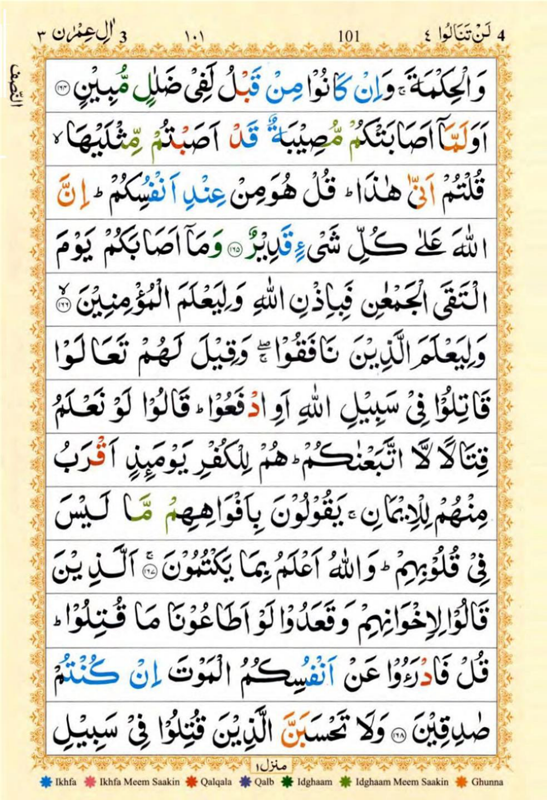 ٤ لَنْ تَنَالُوا 4
101
١٠١
3 اٰلِ عِمْرٰن ٣
النِّصْف
وَالْحِكْمَةَ ۚ وَاِنْ كَانُوْا مِنْ قَبْلُ لَفِيْ ضَلٰلٍ مُّبِيْنٍ ﴿١٦٤﴾
اَوَلَمَّاۤ اَصَابَتْكُمْ مُّصِيْبَةٌ قَدْ اَصَبْتُمْ مِّثْلَيْهَا ۙ
قُلْتُمْ اَنّٰى هٰذَا ؕ قُلْ هُوَ مِنْ عِنْدِ اَنْفُسِكُمْ ؕ اِنَّ
اللّٰهَ عَلٰى كُلِّ شَيْءٍ قَدِيْرٌ ﴿١٦٥﴾ وَمَاۤ اَصَابَكُمْ يَوْمَ
الْتَقَى الْجَمْعٰنِ فَبِاِذْنِ اللّٰهِ وَلِيَعْلَمَ الْمُؤْمِنِيْنَ ﴿١٦٦﴾ ۙ
وَلِيَعْلَمَ الَّذِيْنَ نَافَقُوْا ۚۖ وَقِيْلَ لَهُمْ تَعَالَوْا
قَاتِلُوْا فِيْ سَبِيْلِ اللّٰهِ اَوِ ادْفَعُوْا ؕ قَالُوْا لَوْ نَعْلَمُ
قِتَالًا لَّا اتَّبَعْنٰكُمْ ؕ هُمْ لِلْكُفْرِ يَوْمَئِذٍ اَقْرَبُ
مِنْهُمْ لِلْاِيْمَانِ ۚ يَقُوْلُوْنَ بِاَفْوَاهِهِمْ مَّا لَيْسَ
فِيْ قُلُوْبِهِمْ ؕ وَاللّٰهُ اَعْلَمُ بِمَا يَكْتُمُوْنَ ﴿١٦٧﴾ ۚ اَلَّذِيْنَ
قَالُوْا لِاِخْوَانِهِمْ وَقَعَدُوْا لَوْ اَطَاعُوْنَا مَا قُتِلُوْا ؕ
قُلْ فَادْرَءُوْا عَنْ اَنْفُسِكُمُ الْمَوْتَ اِنْ كُنْتُمْ
صٰدِقِيْنَ ﴿١٦٨﴾ وَلَا تَحْسَبَنَّ الَّذِيْنَ قُتِلُوْا فِيْ سَبِيْلِ
منزل ١
Ikhfa Ikhfa Meem Saakin Qalqala Qalb Idghaam Idghaam Meem Saakin Ghunna